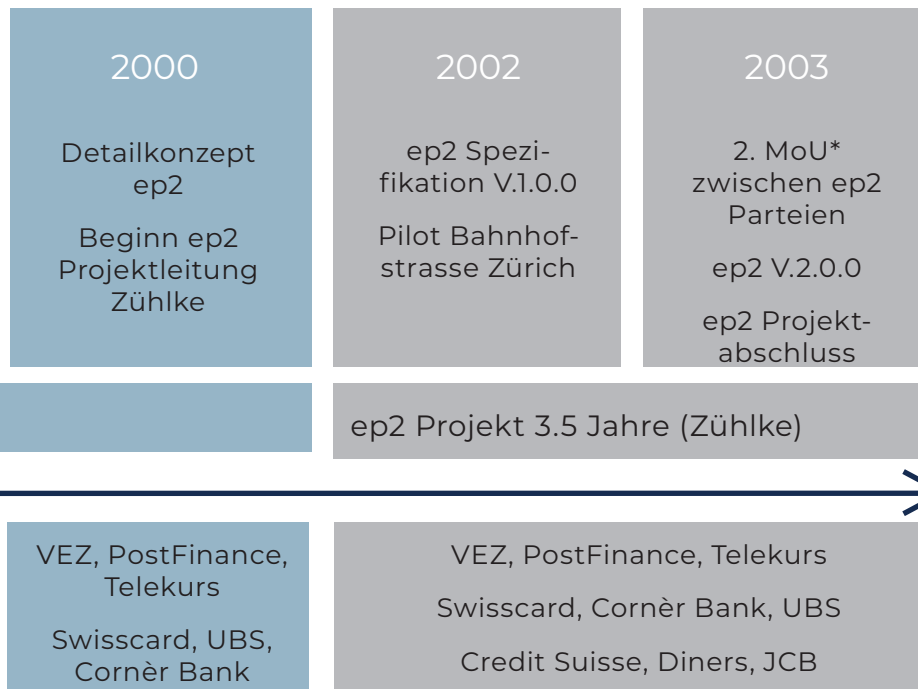 2000
Detailkonzept
ep2
Beginn ep2
Projektleitung
Zühlke
2002
ep2 Spezi-
fikation V.1.0.0
Pilot Bahnhof-
strasse Zürich
2003
2. MoU*
zwischen ep2
Parteien
ep2 V.2.0.0
ep2 Projekt-
abschluss
ep2 Projekt 3.5 Jahre (Zühlke)
VEZ, PostFinance,
Telekurs
Swisscard, UBS,
Cornèr Bank
VEZ, PostFinance, Telekurs
Swisscard, Cornèr Bank, UBS
Credit Suisse, Diners, JCB